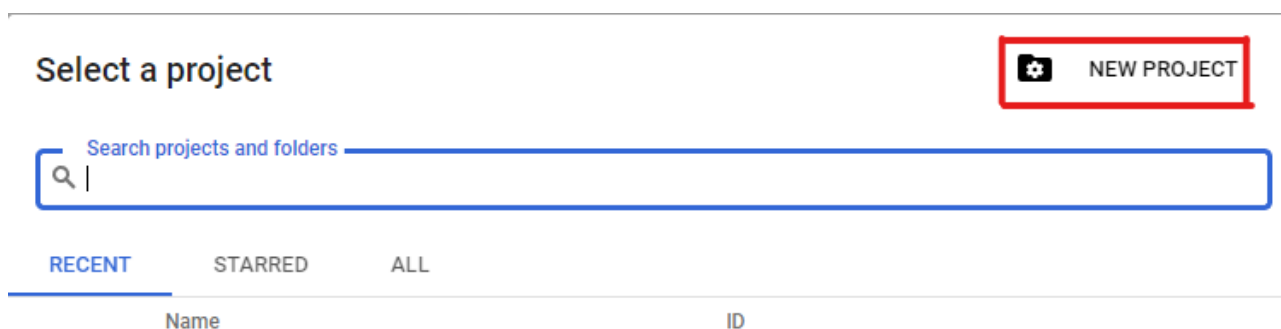 Select a project
NEW PROJECT
Search projects and folders
RECENT STARRED ALL
Name ID